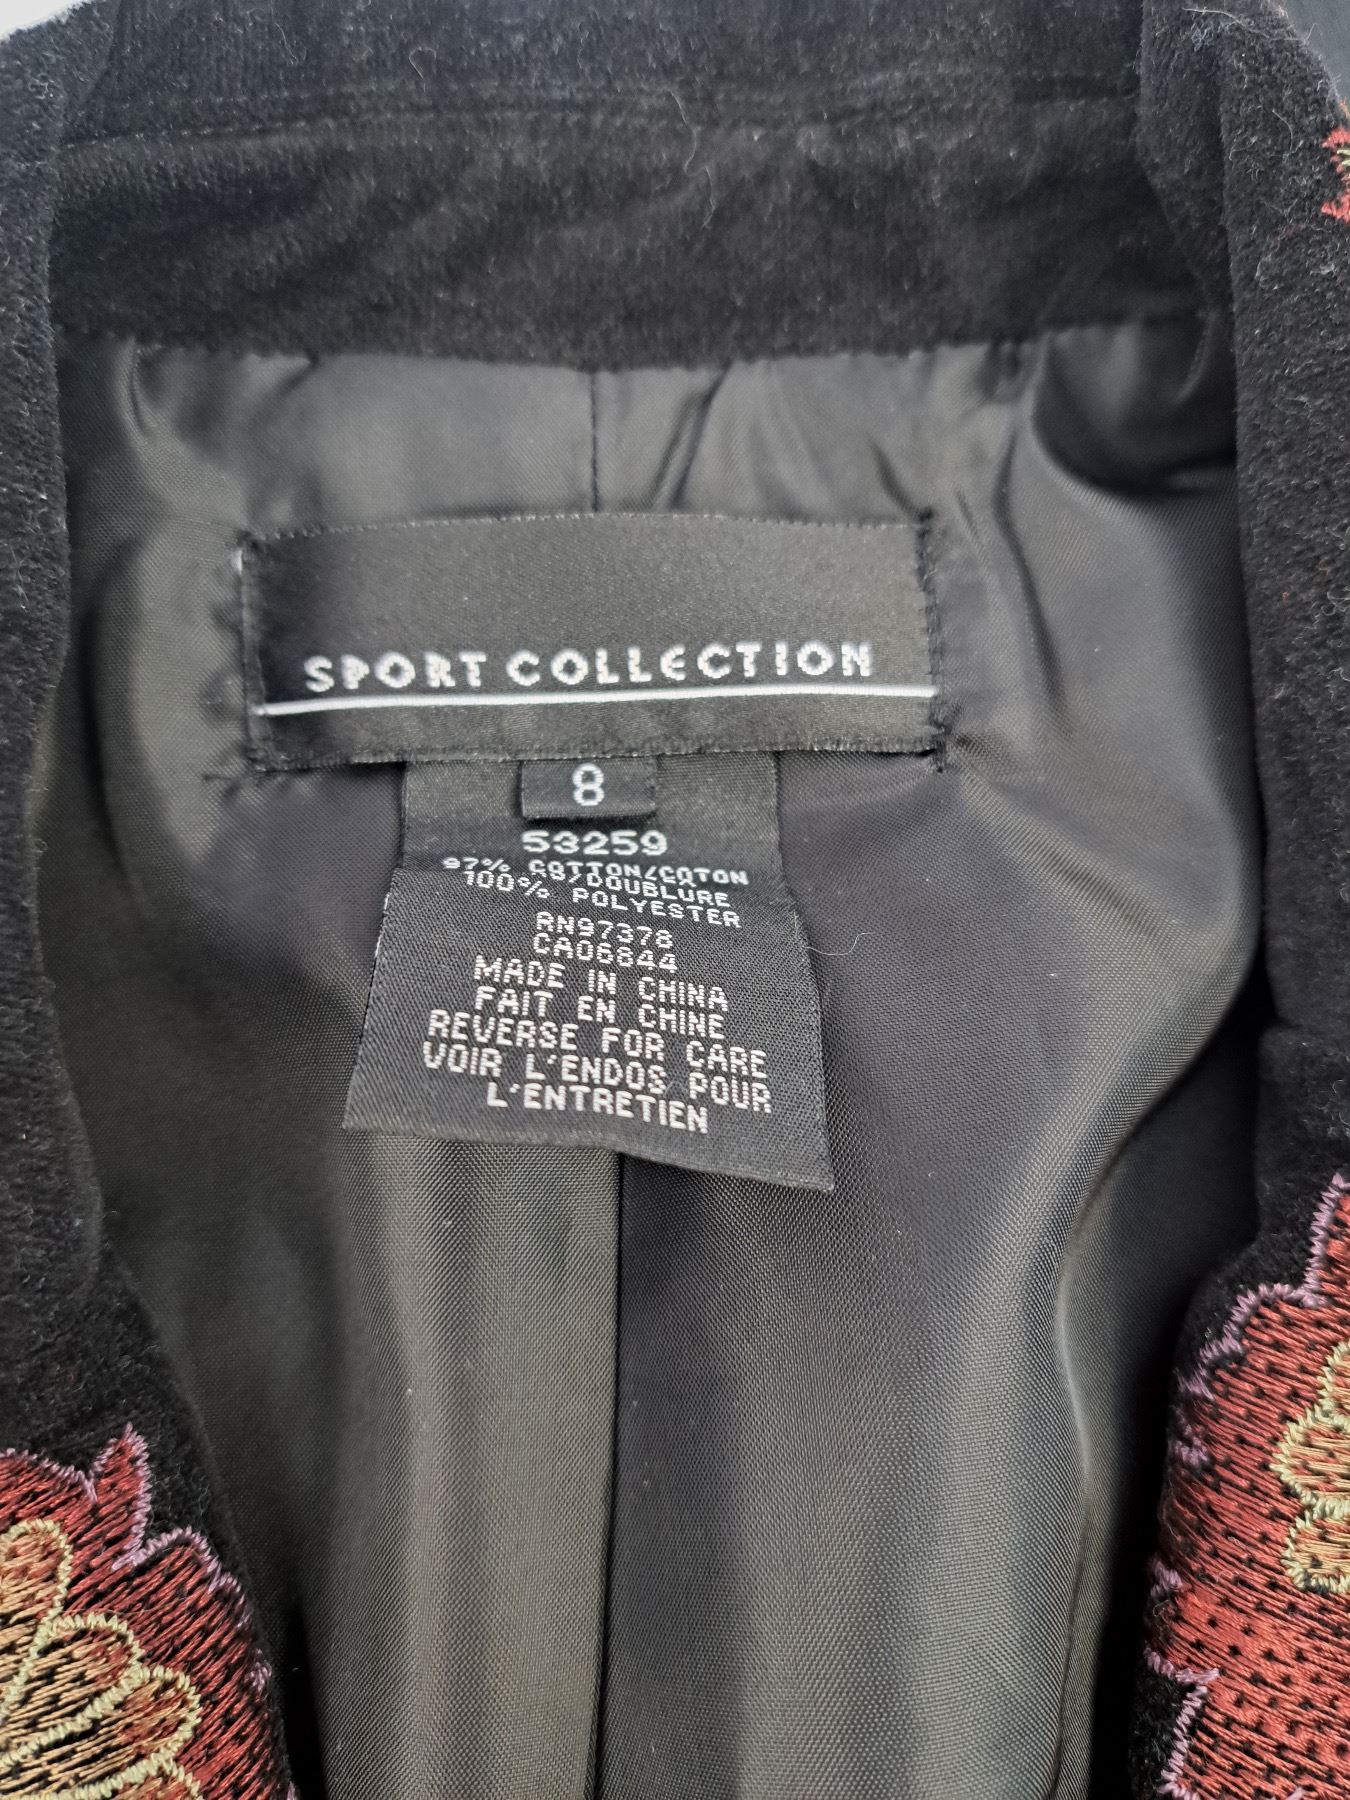 SPORT COLLECTION
8
53259
97% COTTON/COTON
/DOUBLURE
100% POLYESTER
RN97378
CA06844
MADE IN CHINA
FAIT EN CHINE
REVERSE FOR CARE
VOIR L'ENDOS POUR
L'ENTRETIEN